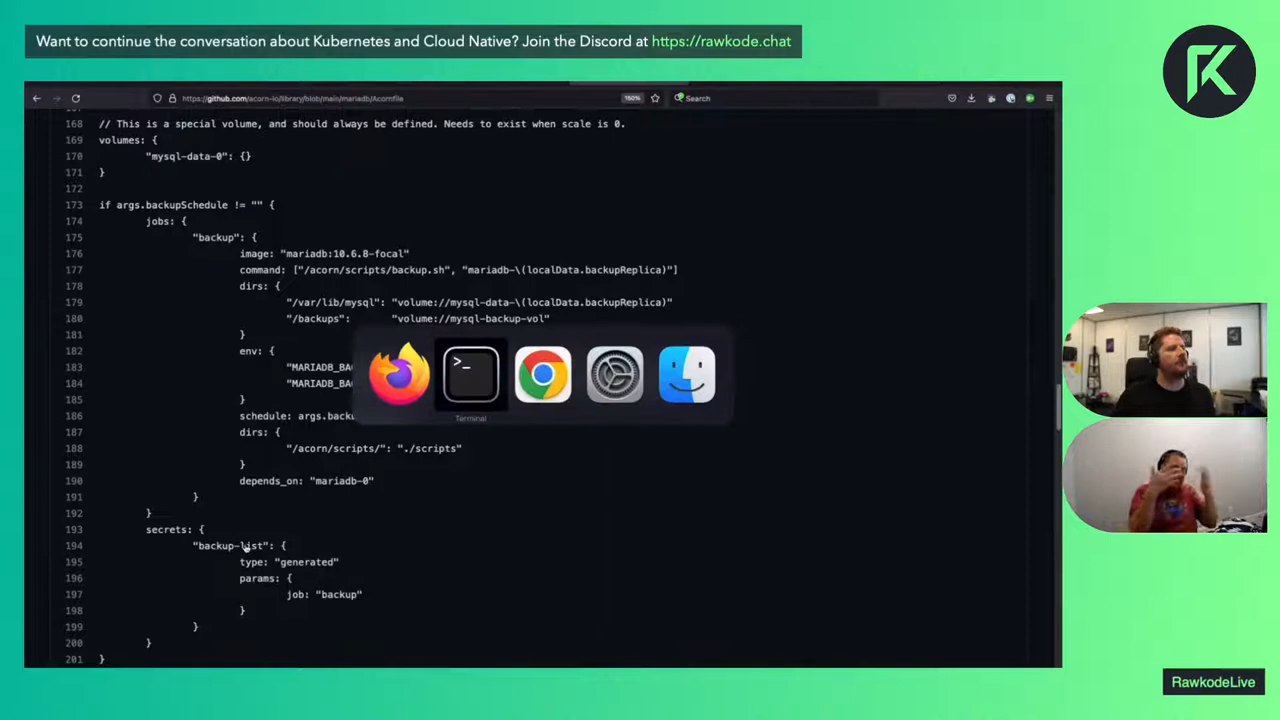 Want to continue the conversation about Kubernetes and Cloud Native? Join the Discord at https://rawkode.chat
https://github.com/acorn-io/library/blob/main/mariadb/Acornfile
150%
Search
168 // This is a special volume, and should always be defined. Needs to exist when scale is 0.
169 volumes: {
170 "mysql-data-0": {}
171 }
172
173 if args.backupSchedule != "" {
174 jobs: {
175 "backup": {
176 image: "mariadb:10.6.8-focal"
177 command: ["/acorn/scripts/backup.sh", "mariadb-\(localData.backupReplica)"]
178 dirs: {
179 "/var/lib/mysql": "volume://mysql-data-\(localData.backupReplica)"
180 "/backups": "volume://mysql-backup-vol"
181 }
182 env: {
183 "MARIADB_BA
184 "MARIADB_BA
185 }
186 schedule: args.backu
187 dirs: {
188 "/acorn/scripts/": "./scripts"
189 }
190 depends_on: "mariadb-0"
191 }
192 }
193 secrets: {
194 "backup-list": {
195 type: "generated"
196 params: {
197 job: "backup"
198 }
199 }
200 }
201 }
Terminal
RawkodeLive